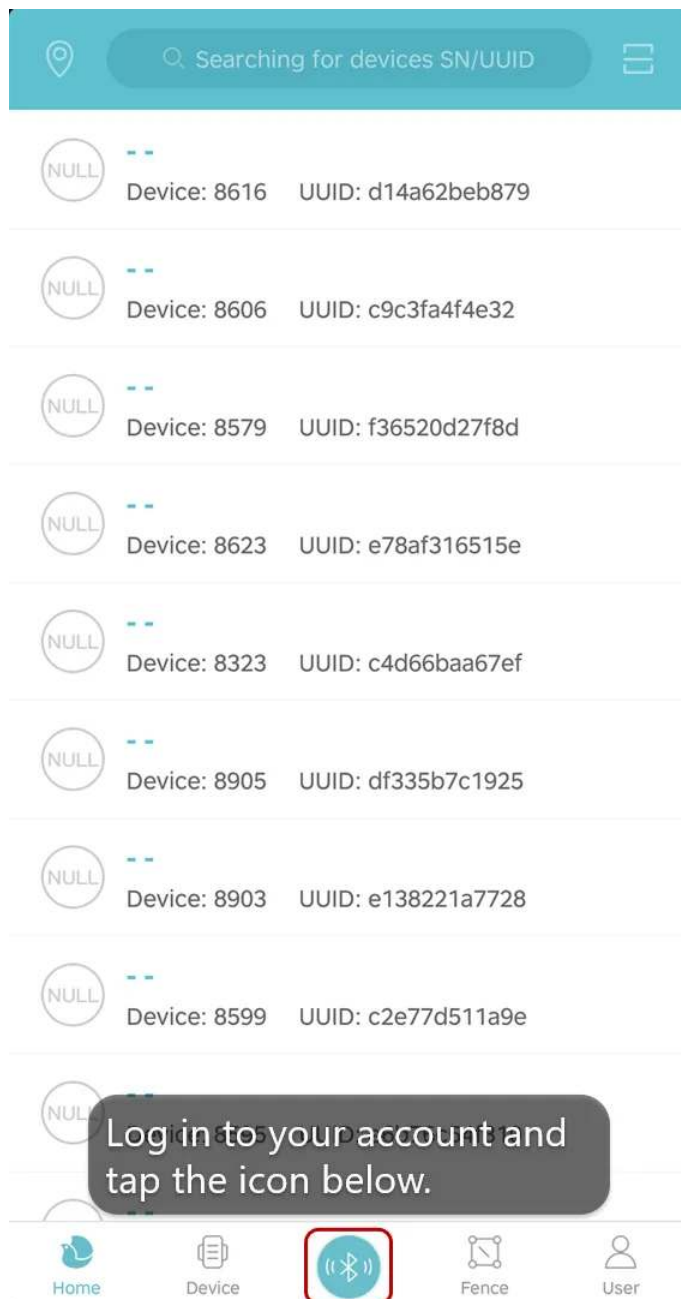 Searching for devices SN/UUID
NULL
- -
Device: 8616 UUID: d14a62beb879
NULL
- -
Device: 8606 UUID: c9c3fa4f4e32
NULL
- -
Device: 8579 UUID: f36520d27f8d
NULL
- -
Device: 8623 UUID: e78af316515e
NULL
- -
Device: 8323 UUID: c4d66baa67ef
NULL
- -
Device: 8905 UUID: df335b7c1925
NULL
- -
Device: 8903 UUID: e138221a7728
NULL
- -
Device: 8599 UUID: c2e77d511a9e
NULL
- -
Log in to your account and
tap the icon below.
- -
Home Device Fence User